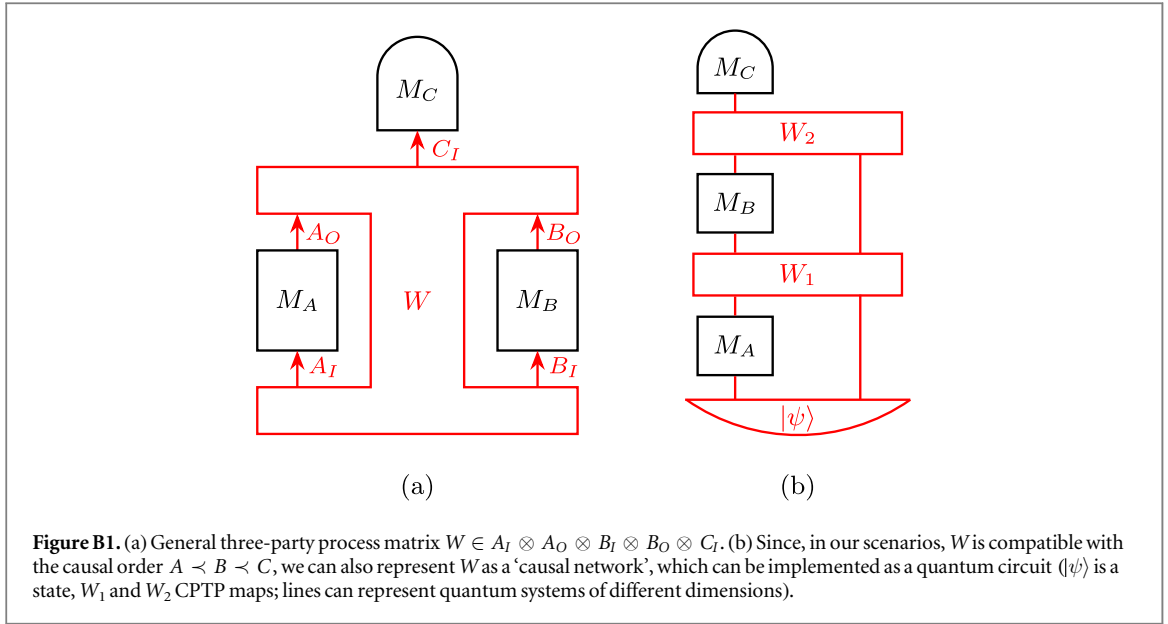 M_C
C_I
A_O
B_O
M_A
W
M_B
A_I
B_I
(a)
M_C
W_2
M_B
W_1
M_A
|ψ⟩
(b)
Figure B1. (a) General three-party process matrix W ∈ A_I ⊗ A_O ⊗ B_I ⊗ B_O ⊗ C_I. (b) Since, in our scenarios, W is compatible with
the causal order A ≺ B ≺ C, we can also represent W as a ‘causal network’, which can be implemented as a quantum circuit (|ψ⟩ is a
state, W_1 and W_2 CPTP maps; lines can represent quantum systems of different dimensions).